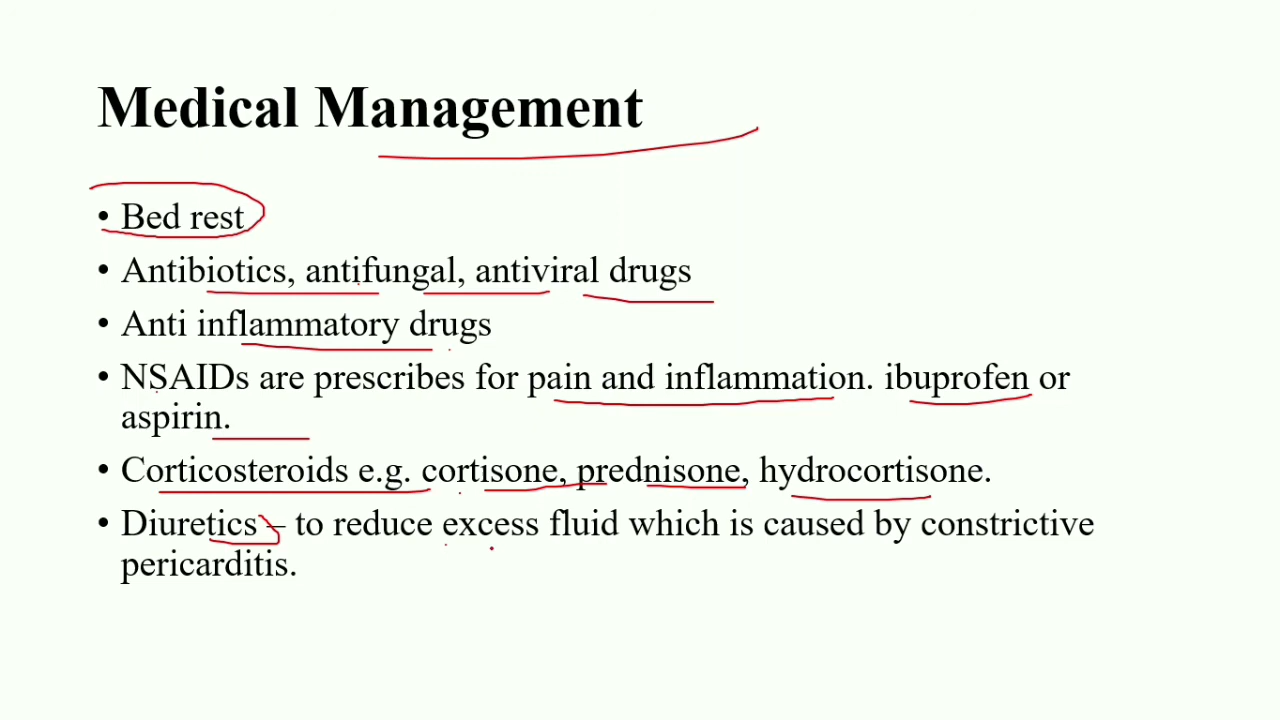 Medical Management
• Bed rest
• Antibiotics, antifungal, antiviral drugs
• Anti inflammatory drugs
• NSAIDs are prescribes for pain and inflammation. ibuprofen or
aspirin.
• Corticosteroids e.g. cortisone, prednisone, hydrocortisone.
• Diuretics – to reduce excess fluid which is caused by constrictive
pericarditis.